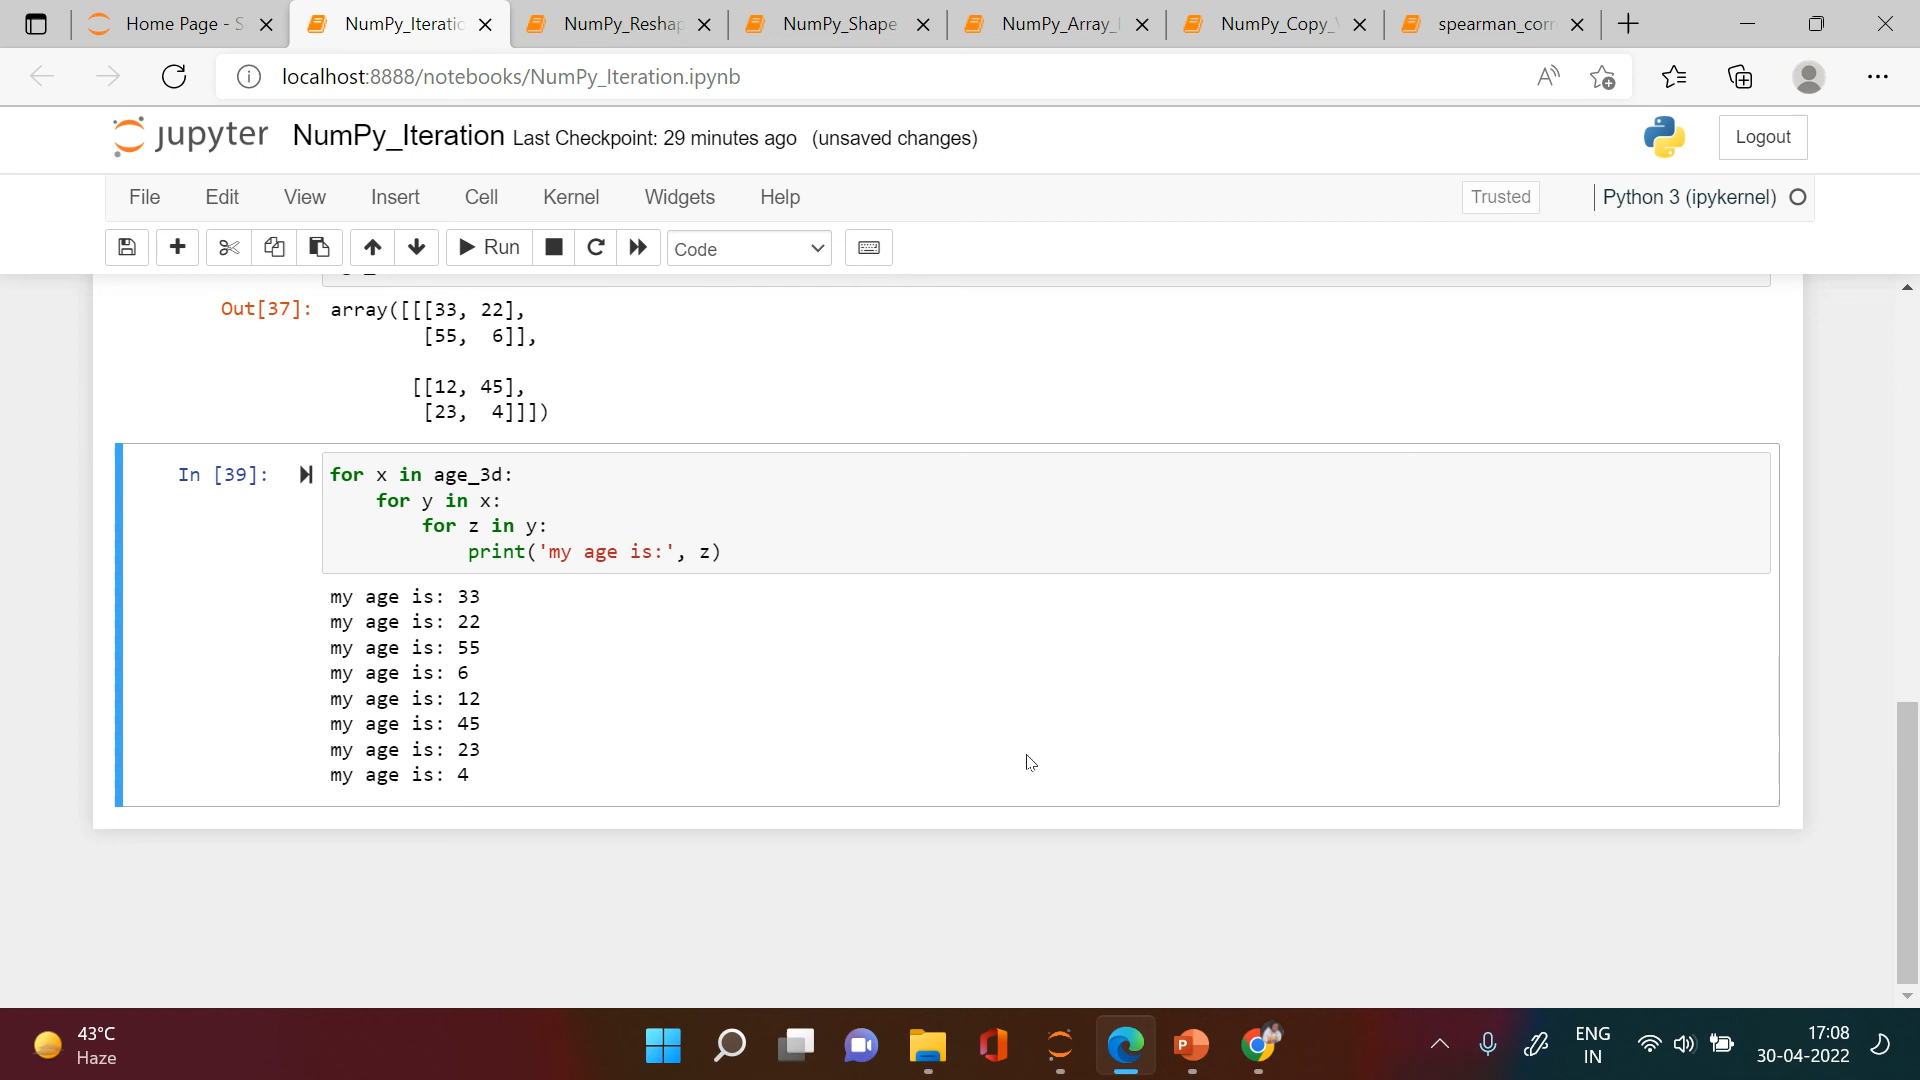 Home Page - S
NumPy_Iteratic
NumPy_Reshap
NumPy_Shape
NumPy_Array_I
NumPy_Copy_V
spearman_corr
localhost:8888/notebooks/NumPy_Iteration.ipynb
jupyter NumPy_Iteration Last Checkpoint: 29 minutes ago (unsaved changes)
Logout
File Edit View Insert Cell Kernel Widgets Help
Trusted
Python 3 (ipykernel)
Run
Code
Out[37]: array([[[33, 22],
[55,  6]],
[[12, 45],
[23,  4]]])
In [39]: for x in age_3d:
for y in x:
for z in y:
print('my age is:', z)
my age is: 33
my age is: 22
my age is: 55
my age is: 6
my age is: 12
my age is: 45
my age is: 23
my age is: 4
43°C
Haze
ENG
IN
17:08
30-04-2022